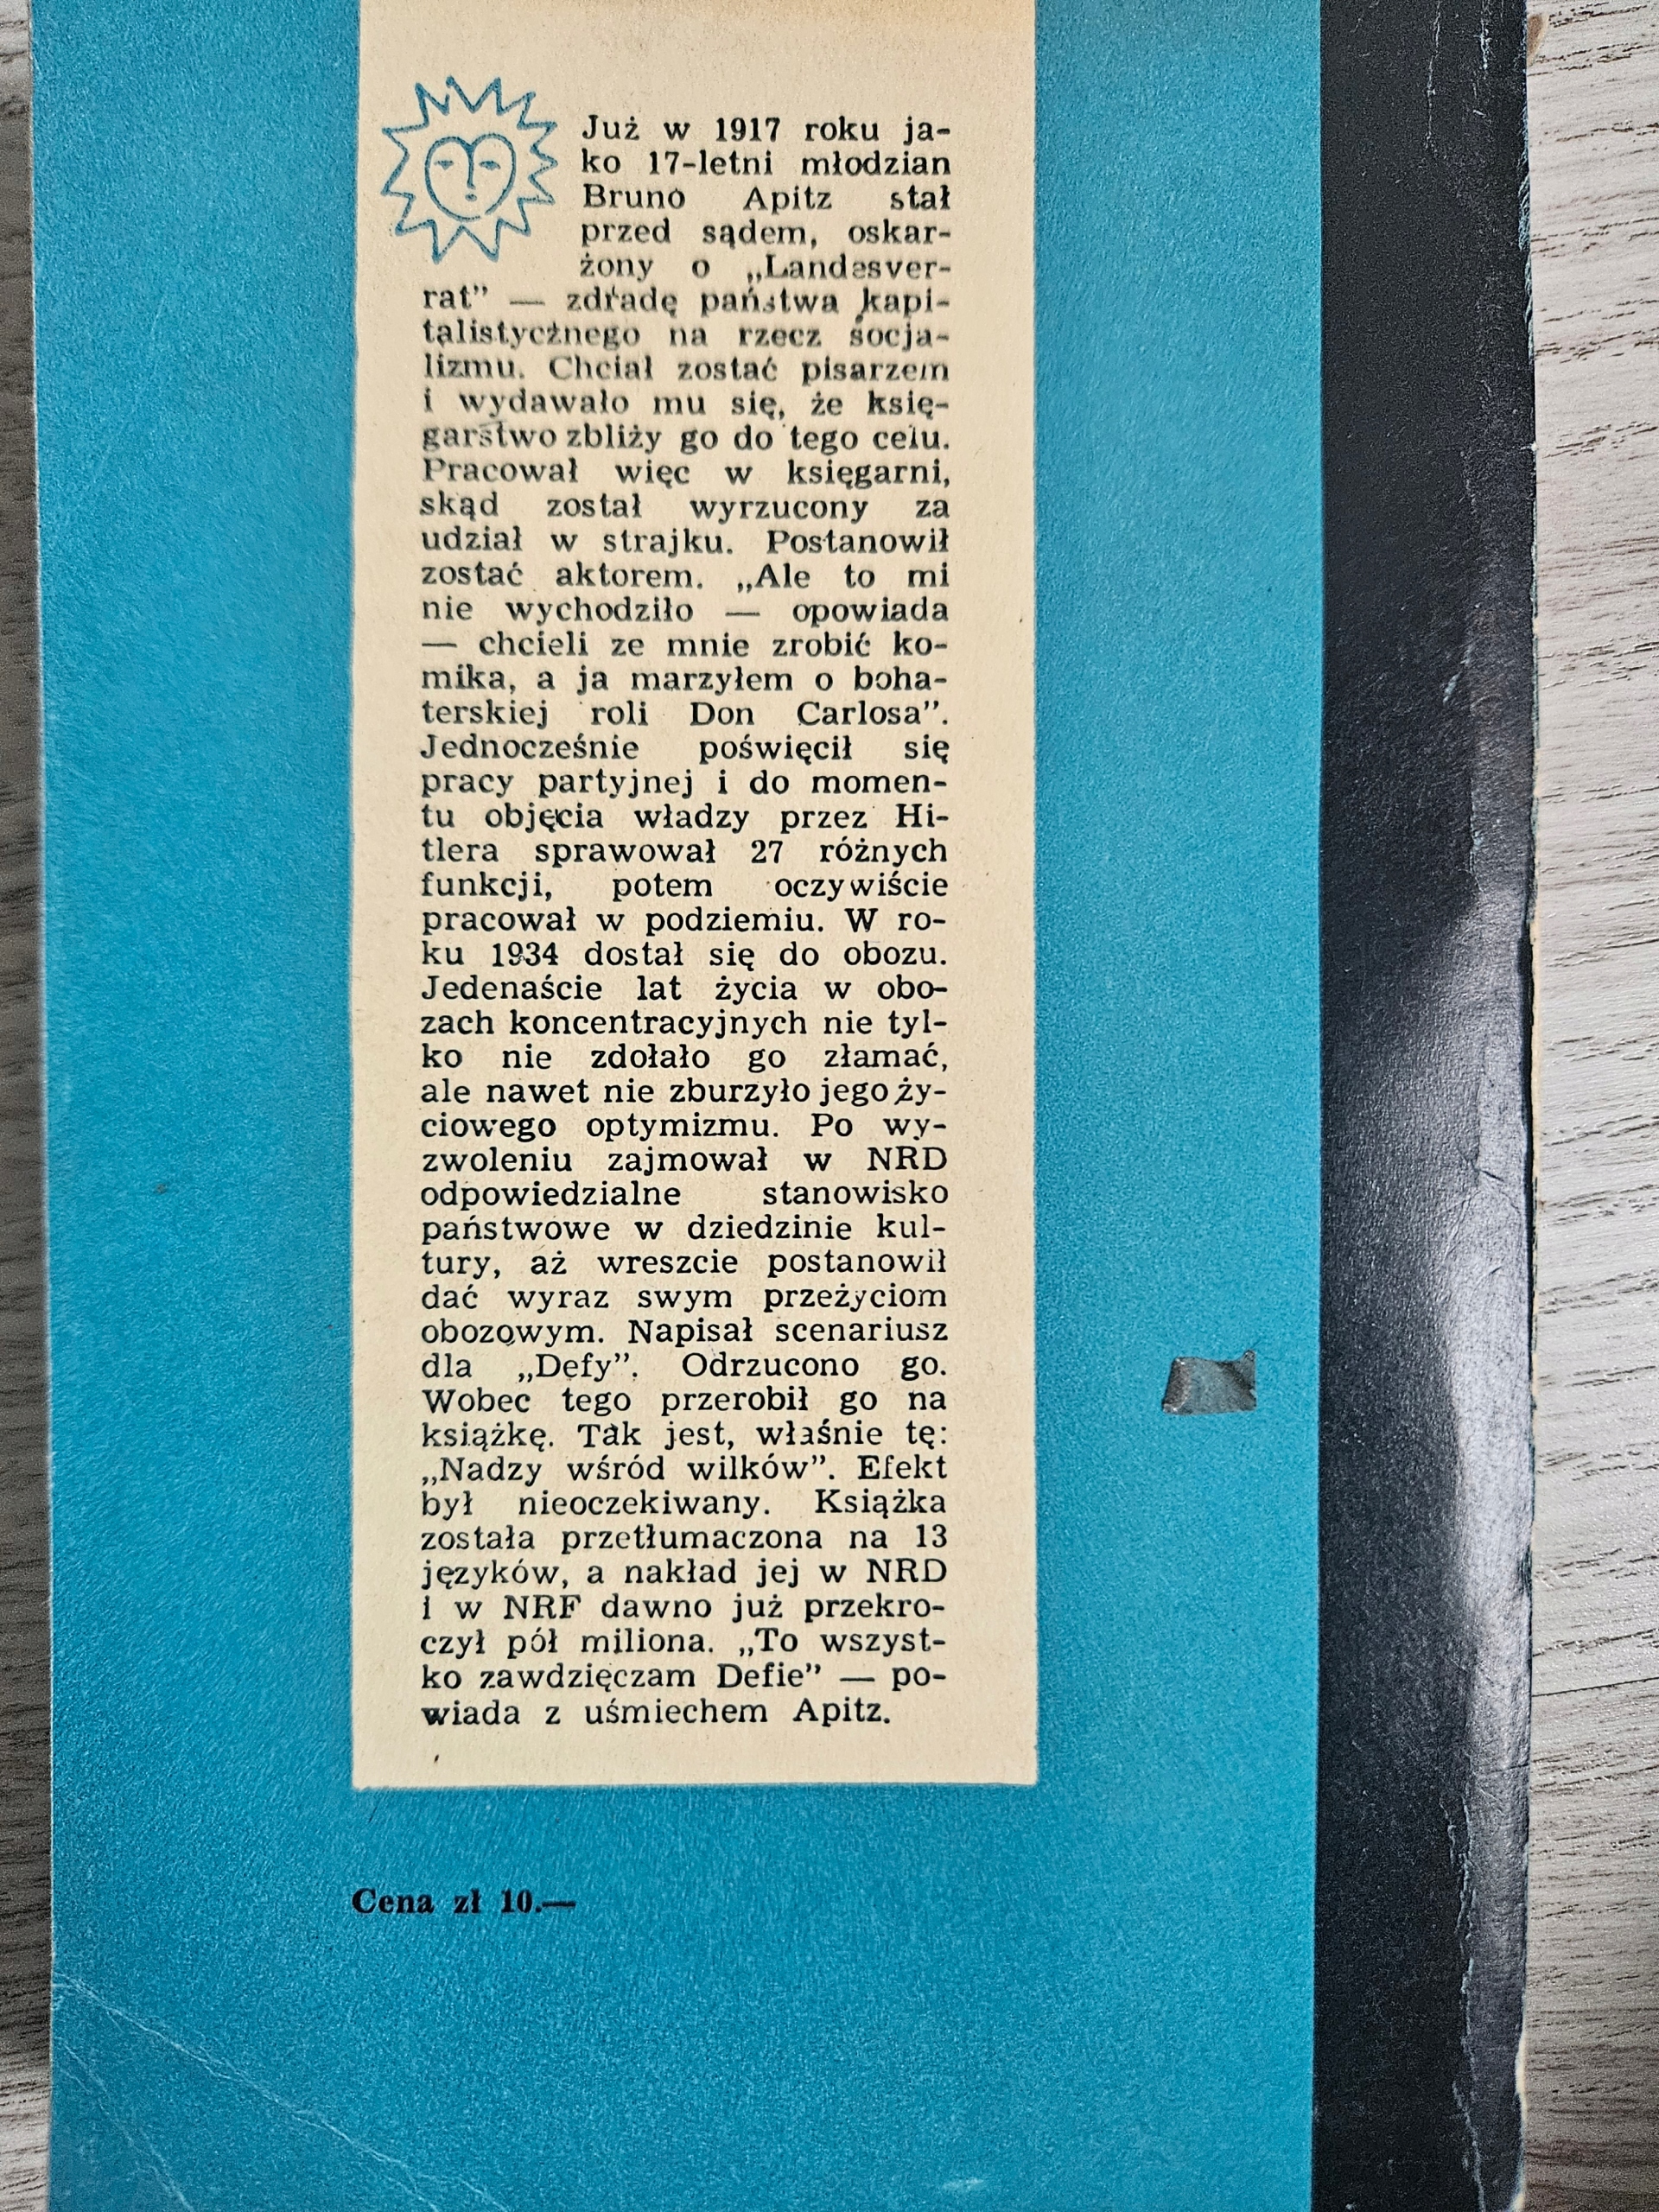 Już w 1917 roku ja-
ko 17-letni młodzian
Bruno Apitz stał
przed sądem, oskar-
żony o „Landesver-
rat” — zdradę państwa kapi-
talistycznego na rzecz socja-
lizmu. Chciał zostać pisarzem
i wydawało mu się, że księ-
garstwo zbliży go do tego celu.
Pracował więc w księgarni,
skąd został wyrzucony za
udział w strajku. Postanowił
zostać aktorem. „Ale to mi
nie wychodziło — opowiada
— chcieli ze mnie zrobić ko-
mika, a ja marzyłem o boha-
terskiej roli Don Carlosa”.
Jednocześnie poświęcił się
pracy partyjnej i do momen-
tu objęcia władzy przez Hi-
tlera sprawował 27 różnych
funkcji, potem oczywiście
pracował w podziemiu. W ro-
ku 1934 dostał się do obozu.
Jedenaście lat życia w obo-
zach koncentracyjnych nie tyl-
ko nie zdołało go złamać,
ale nawet nie zburzyło jego ży-
ciowego optymizmu. Po wy-
zwoleniu zajmował w NRD
odpowiedzialne stanowisko
państwowe w dziedzinie kul-
tury, aż wreszcie postanowił
dać wyraz swym przeżyciom
obozowym. Napisał scenariusz
dla „Defy”. Odrzucono go.
Wobec tego przerobił go na
książkę. Tak jest, właśnie tę:
„Nadzy wśród wilków”. Efekt
był nieoczekiwany. Książka
została przetłumaczona na 13
języków, a nakład jej w NRD
i w NRF dawno już przekro-
czył pół miliona. „To wszyst-
ko zawdzięczam Defie” — po-
wiada z uśmiechem Apitz.
Cena zł 10.—